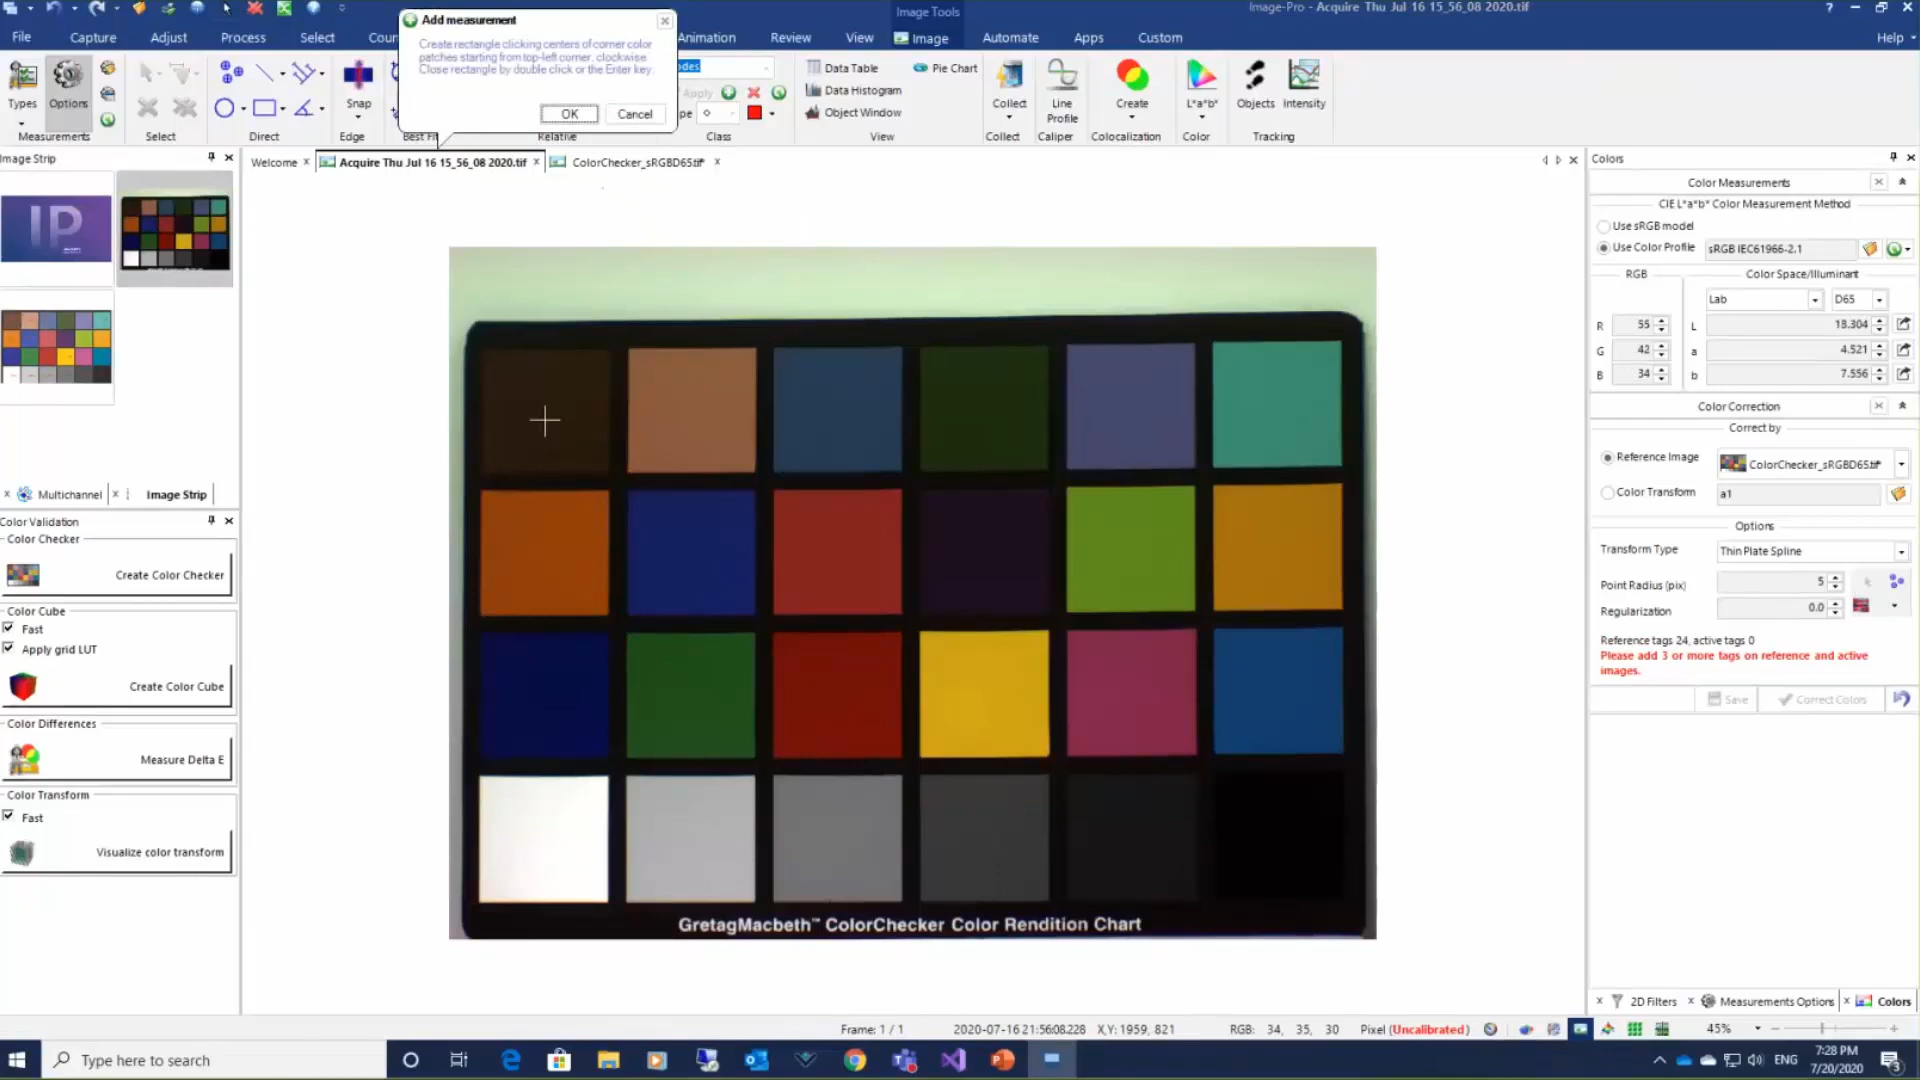 Image Tools
Image-Pro - Acquire Thu Jul 16 15_56_08 2020.tif
File
Capture
Adjust
Process
Select
Animation
Review
View
Image
Automate
Apps
Custom
Help
Add measurement
Create rectangle clicking centers of corner color
patches starting from top-left corner, clockwise.
Close rectangle by double click or the Enter key.
OK
Cancel
Types
Options
Snap
Apply
Data Table
Pie Chart
Data Histogram
Object Window
Collect
Line
Profile
Create
L*a*b*
Objects
Intensity
Measurements
Select
Direct
Edge
Relative
Class
View
Collect
Caliper
Colocalization
Color
Tracking
Image Strip
Welcome
Acquire Thu Jul 16 15_56_08 2020.tif
ColorChecker_sRGBD65.tif*
IP
Multichannel
Image Strip
Color Validation
Color Checker
Create Color Checker
Color Cube
Fast
Apply grid LUT
Create Color Cube
Color Differences
Measure Delta E
Color Transform
Fast
Visualize color transform
GretagMacbeth™ ColorChecker Color Rendition Chart
Colors
Color Measurements
CIE L*a*b* Color Measurement Method
Use sRGB model
Use Color Profile
sRGB IEC61966-2.1
RGB
Color Space/Illuminant
Lab
D65
R 55 L 18.304
G 42 a 4.521
B 34 b 7.556
Color Correction
Correct by
Reference Image
ColorChecker_sRGBD65.tif*
Color Transform
a1
Options
Transform Type
Thin Plate Spline
Point Radius (pix)
5
Regularization
0.0
Reference tags 24, active tags 0
Please add 3 or more tags on reference and active
images.
Save
Correct Colors
2D Filters
Measurements Options
Colors
Frame: 1 / 1
2020-07-16 21:56:08.228
X,Y: 1959, 821
RGB: 34, 35, 30
Pixel (Uncalibrated)
45%
Type here to search
ENG
7:28 PM
7/20/2020
3